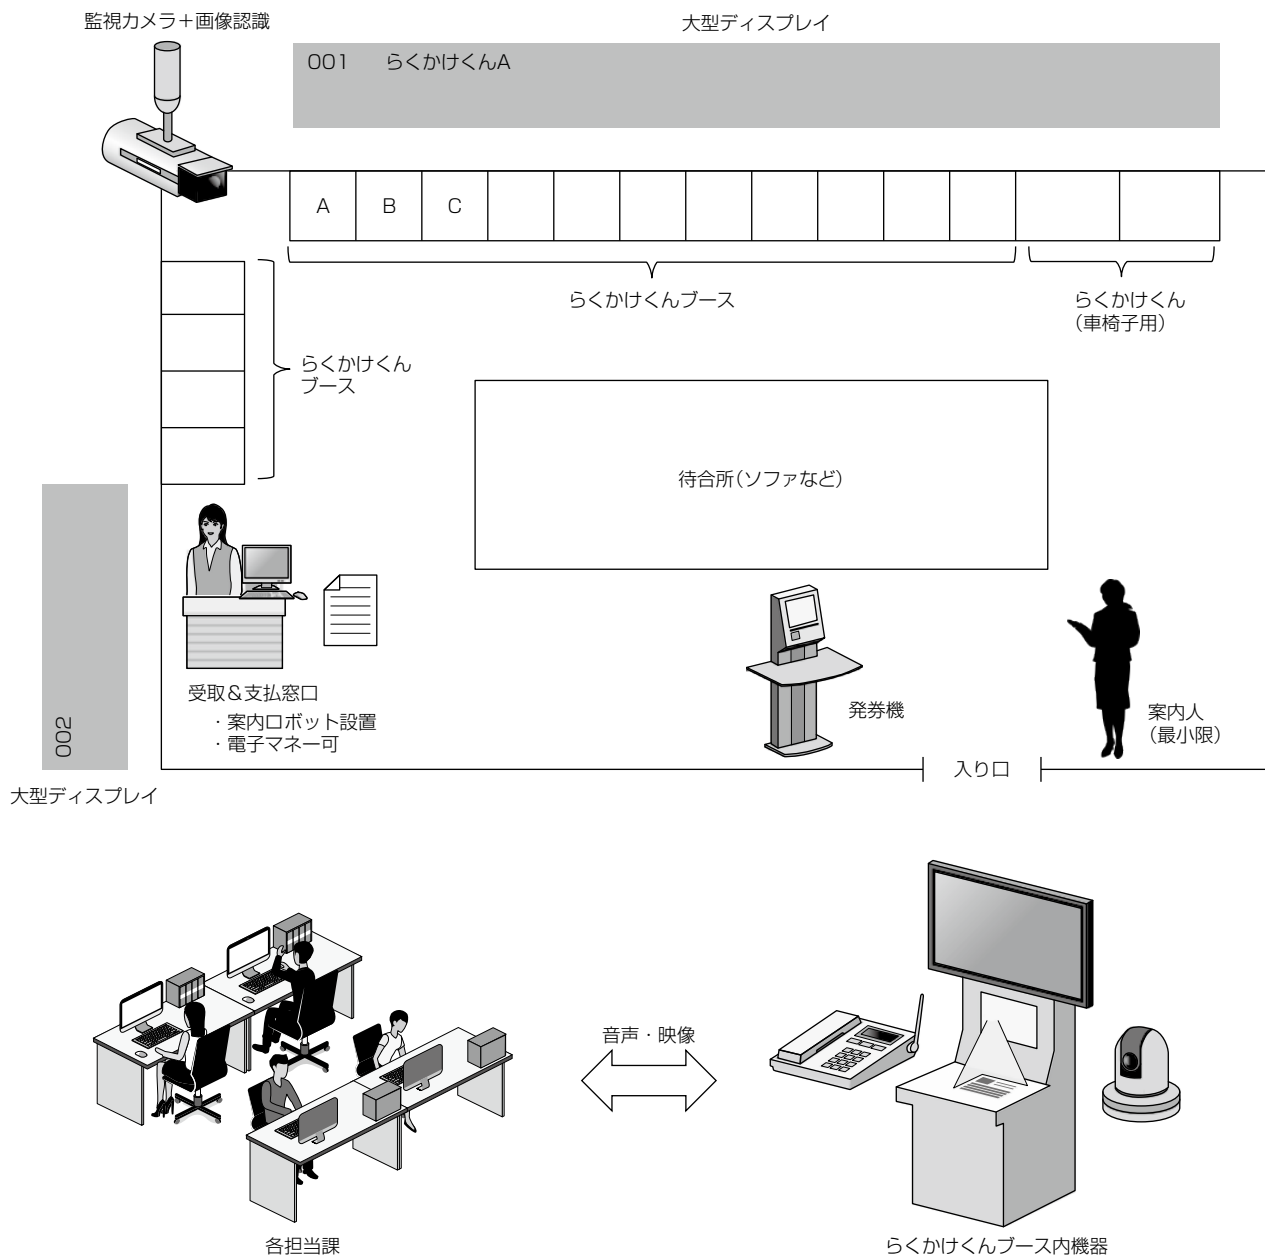 監視カメラ＋画像認識
大型ディスプレイ
001 らくかけくんA
A B C
らくかけくんブース
らくかけくん
（車椅子用）
らくかけくん
ブース
待合所（ソファなど）
受取＆支払窓口
・案内ロボット設置
・電子マネー可
発券機
案内人
（最小限）
002
入り口
大型ディスプレイ
音声・映像
各担当課
らくかけくんブース内機器